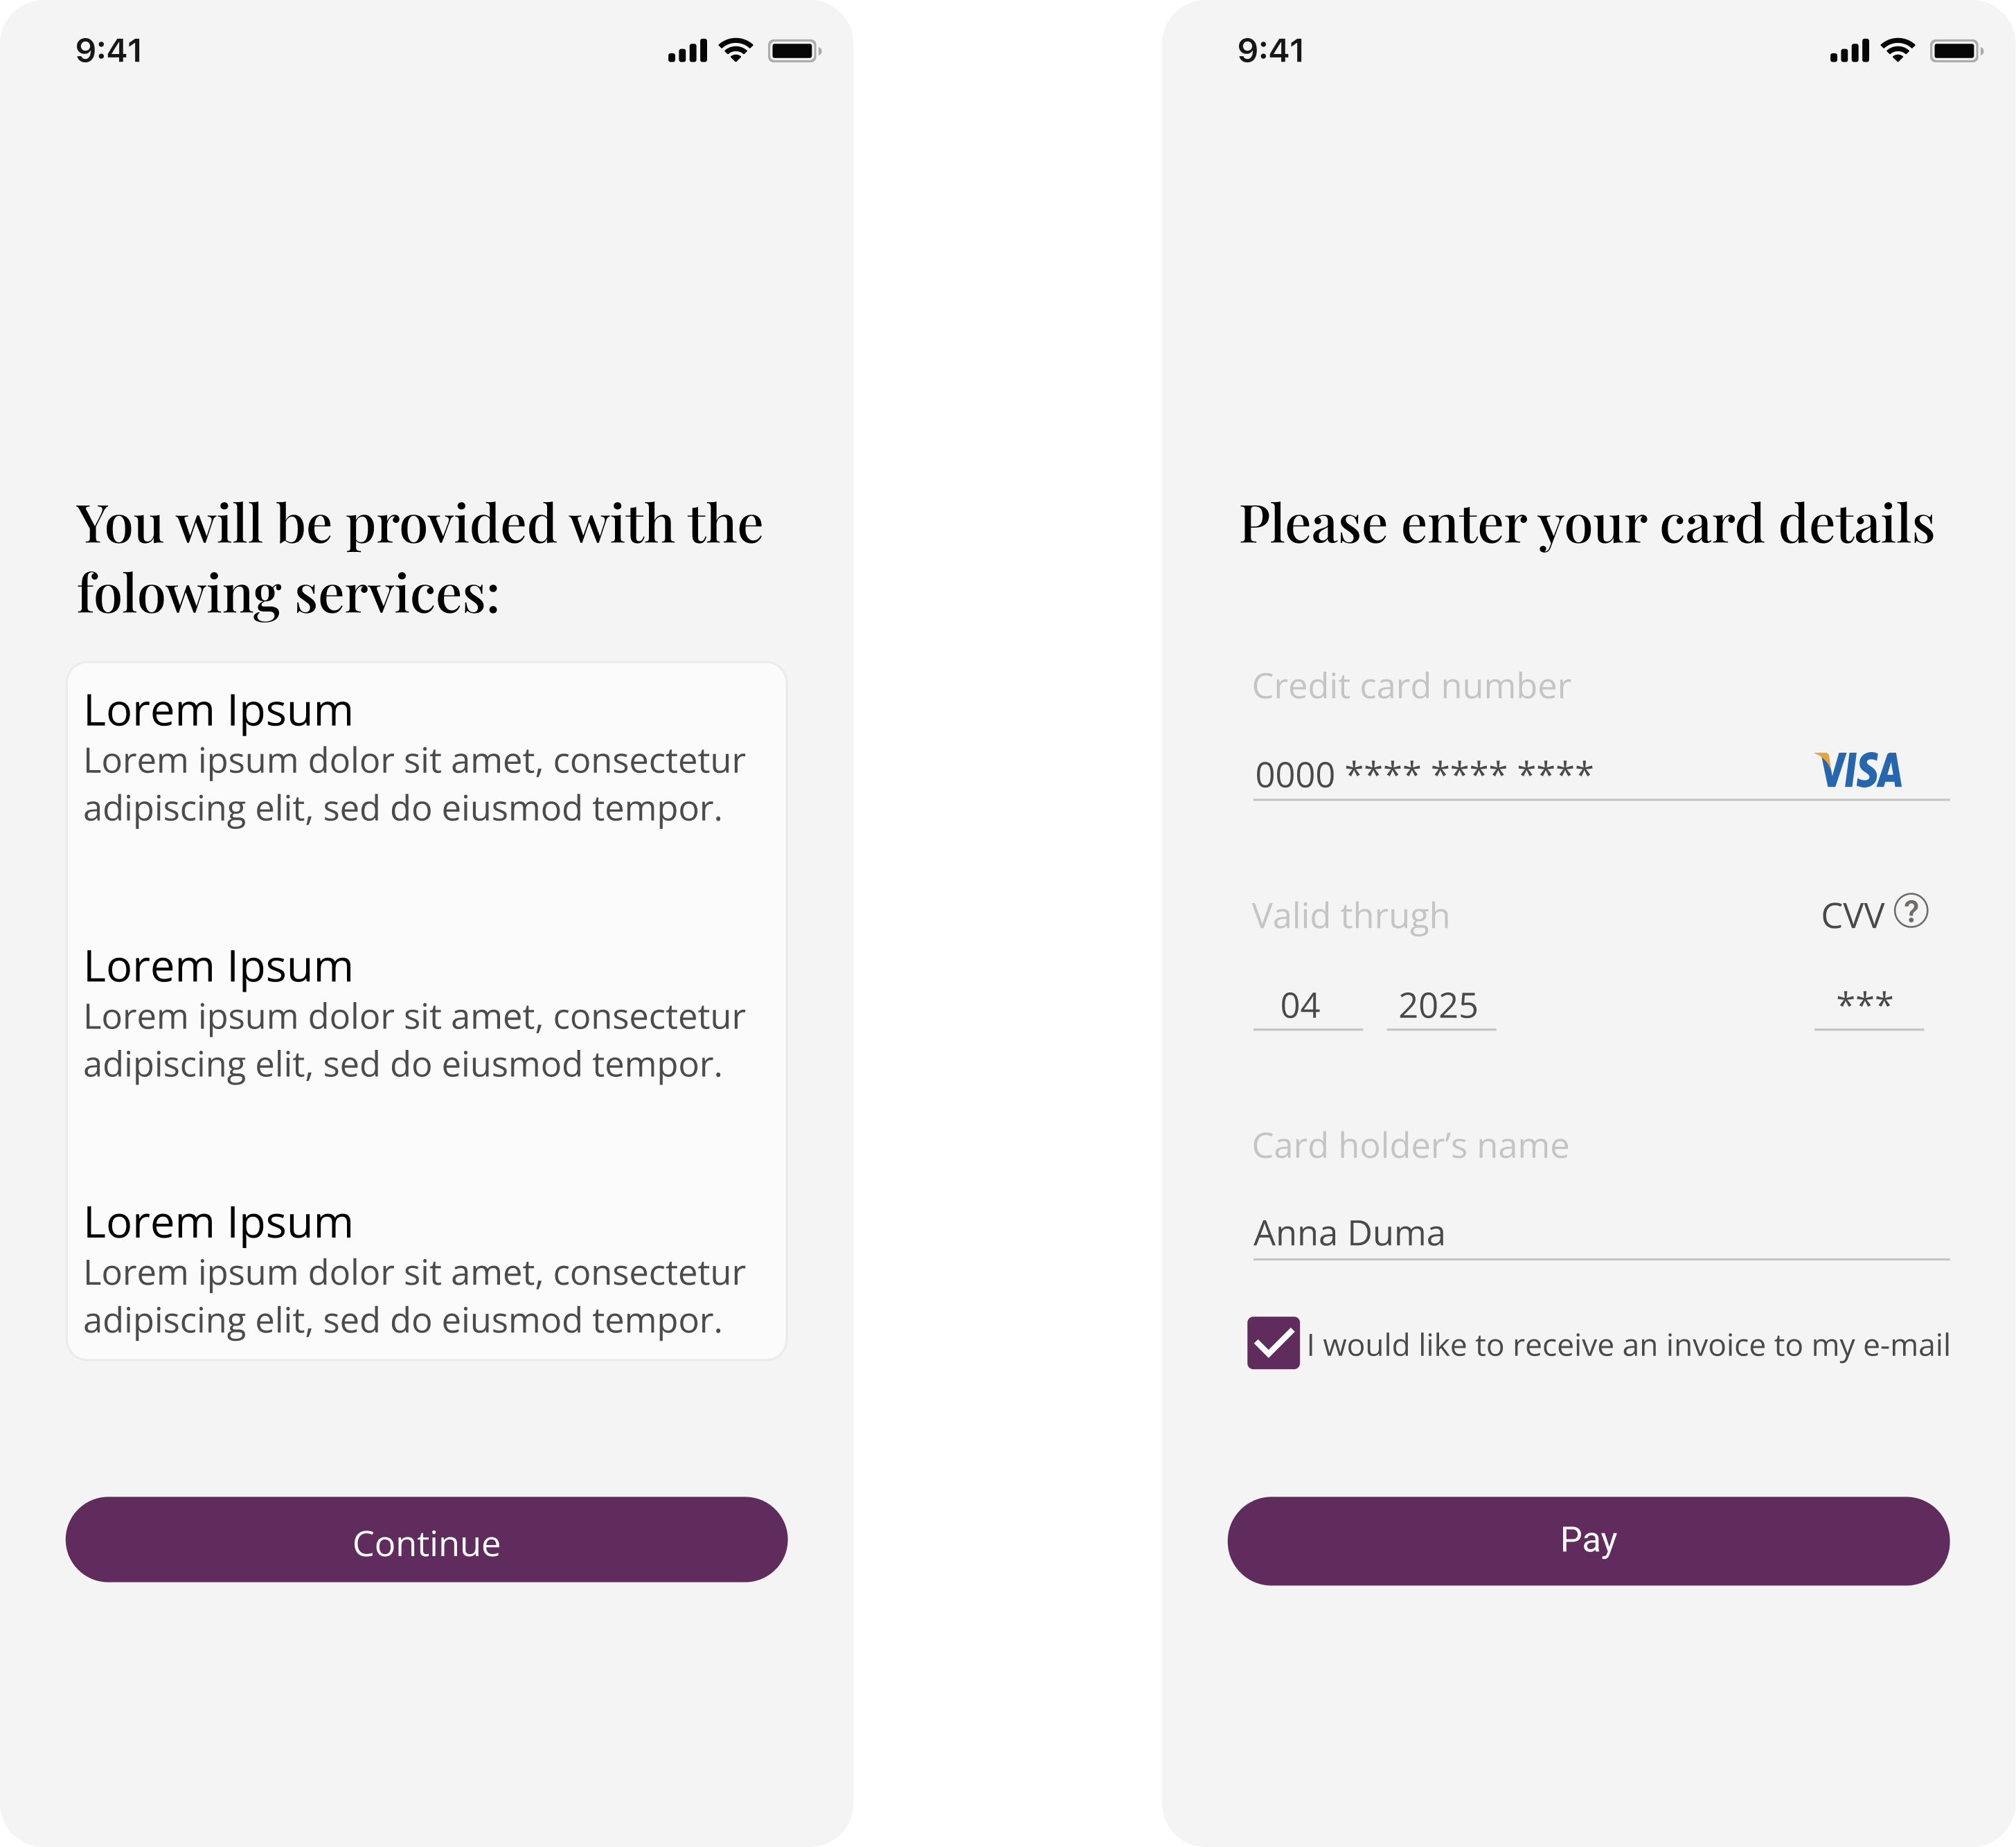 9:41
You will be provided with the
folowing services:
Lorem Ipsum
Lorem ipsum dolor sit amet, consectetur
adipiscing elit, sed do eiusmod tempor.
Lorem Ipsum
Lorem ipsum dolor sit amet, consectetur
adipiscing elit, sed do eiusmod tempor.
Lorem Ipsum
Lorem ipsum dolor sit amet, consectetur
adipiscing elit, sed do eiusmod tempor.
Continue
9:41
Please enter your card details
Credit card number
0000 **** **** **** VISA
Valid thrugh CVV ?
04 2025 ***
Card holder’s name
Anna Duma
I would like to receive an invoice to my e-mail
Pay